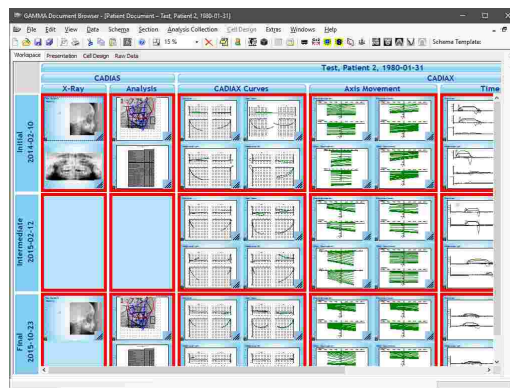 GAMMA Document Browser - [Patient Document - Test, Patient 2, 1980-01-31]
File Edit View Data Schema Section Analysis Collection Cell Design Extras Windows Help
15 % Schema Template:
Workspace Presentation Cell Design Raw Data
Test, Patient 2, 1980-01-31
CADIAS CADIAX
X-Ray Analysis CADIAX Curves Axis Movement Time
Initial
2014-02-10
Intermediate
2015-02-12
Final
2015-10-23